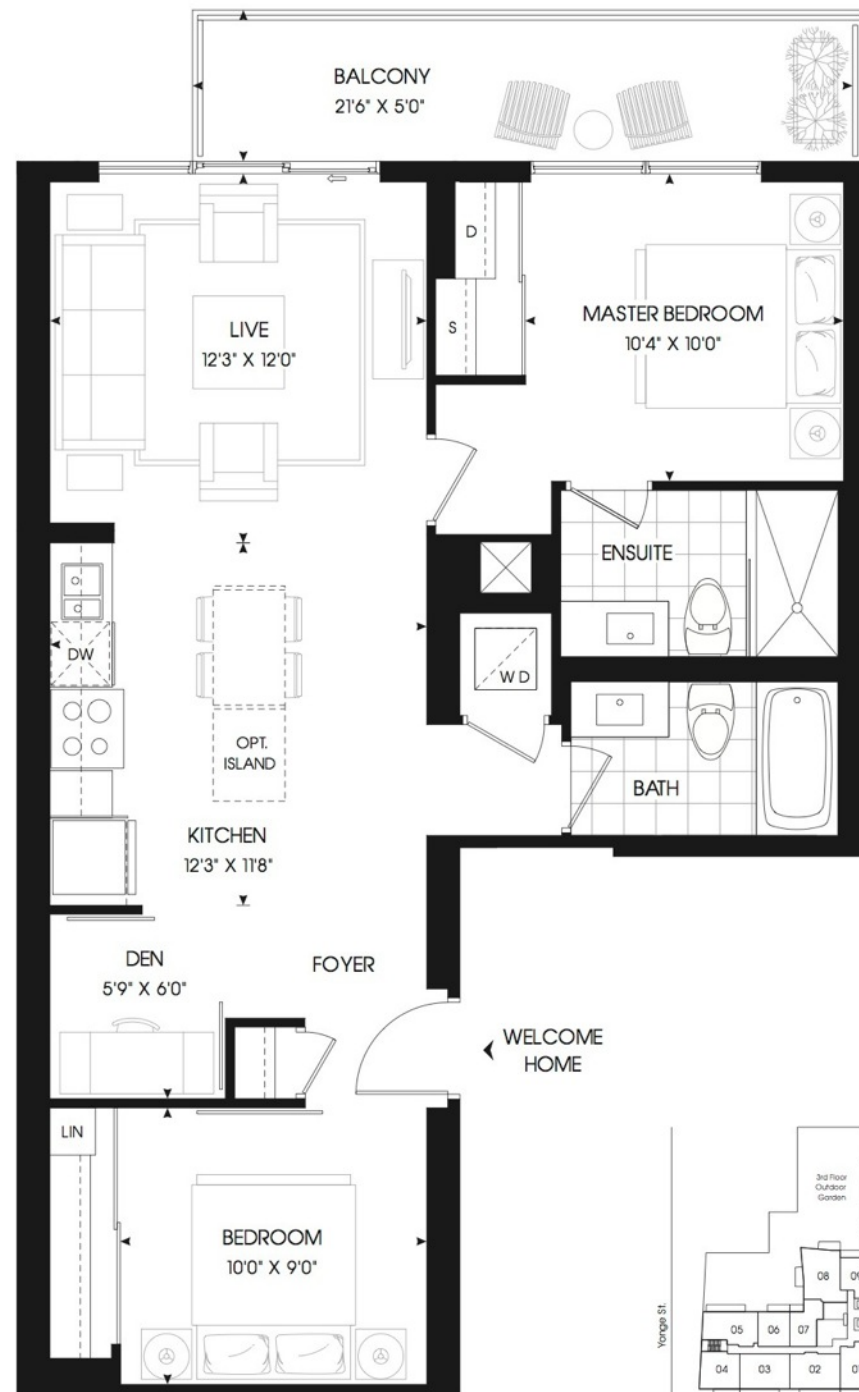 BALCONY
21'6" X 5'0"
D
S
LIVE
12'3" X 12'0"
MASTER BEDROOM
10'4" X 10'0"
ENSUITE
DW
W D
OPT.
ISLAND
BATH
KITCHEN
12'3" X 11'8"
DEN
5'9" X 6'0"
FOYER
WELCOME
HOME
LIN
BEDROOM
10'0" X 9'0"
3rd Floor
Outdoor
Garden
Yonge St.
08
05
06
07
04
03
02